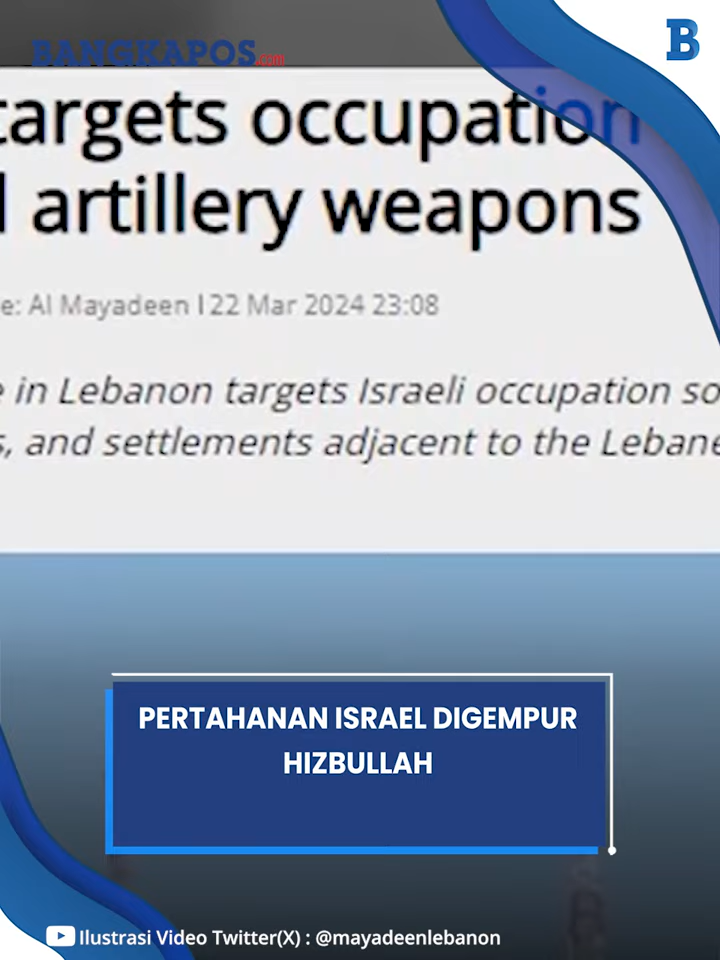 BANGKAPOS.com
B
targets occupation
artillery weapons
e: Al Mayadeen | 22 Mar 2024 23:08
e in Lebanon targets Israeli occupation so
s, and settlements adjacent to the Lebane
PERTAHANAN ISRAEL DIGEMPUR
HIZBULLAH
Ilustrasi Video Twitter(X) : @mayadeenlebanon